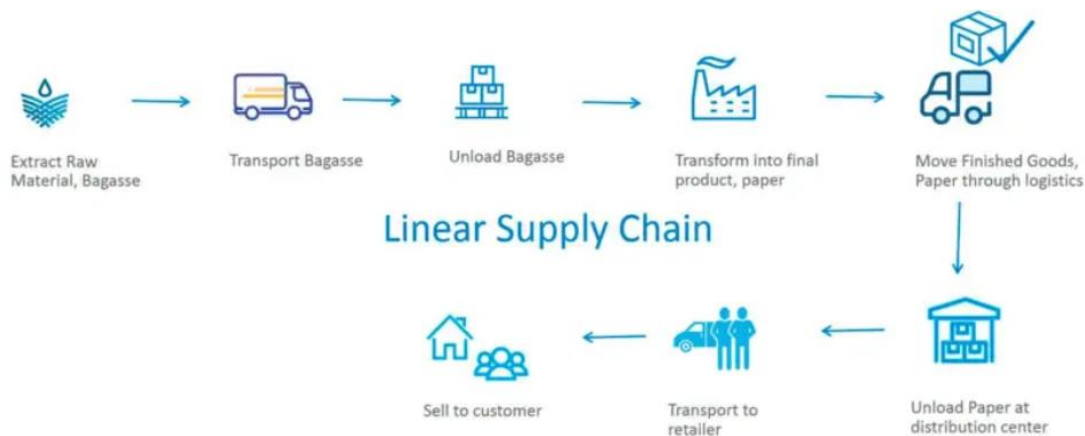 Extract Raw
Material, Bagasse
Transport Bagasse
Unload Bagasse
Transform into final
product, paper
Move Finished Goods,
Paper through logistics
Linear Supply Chain
Unload Paper at
distribution center
Transport to
retailer
Sell to customer